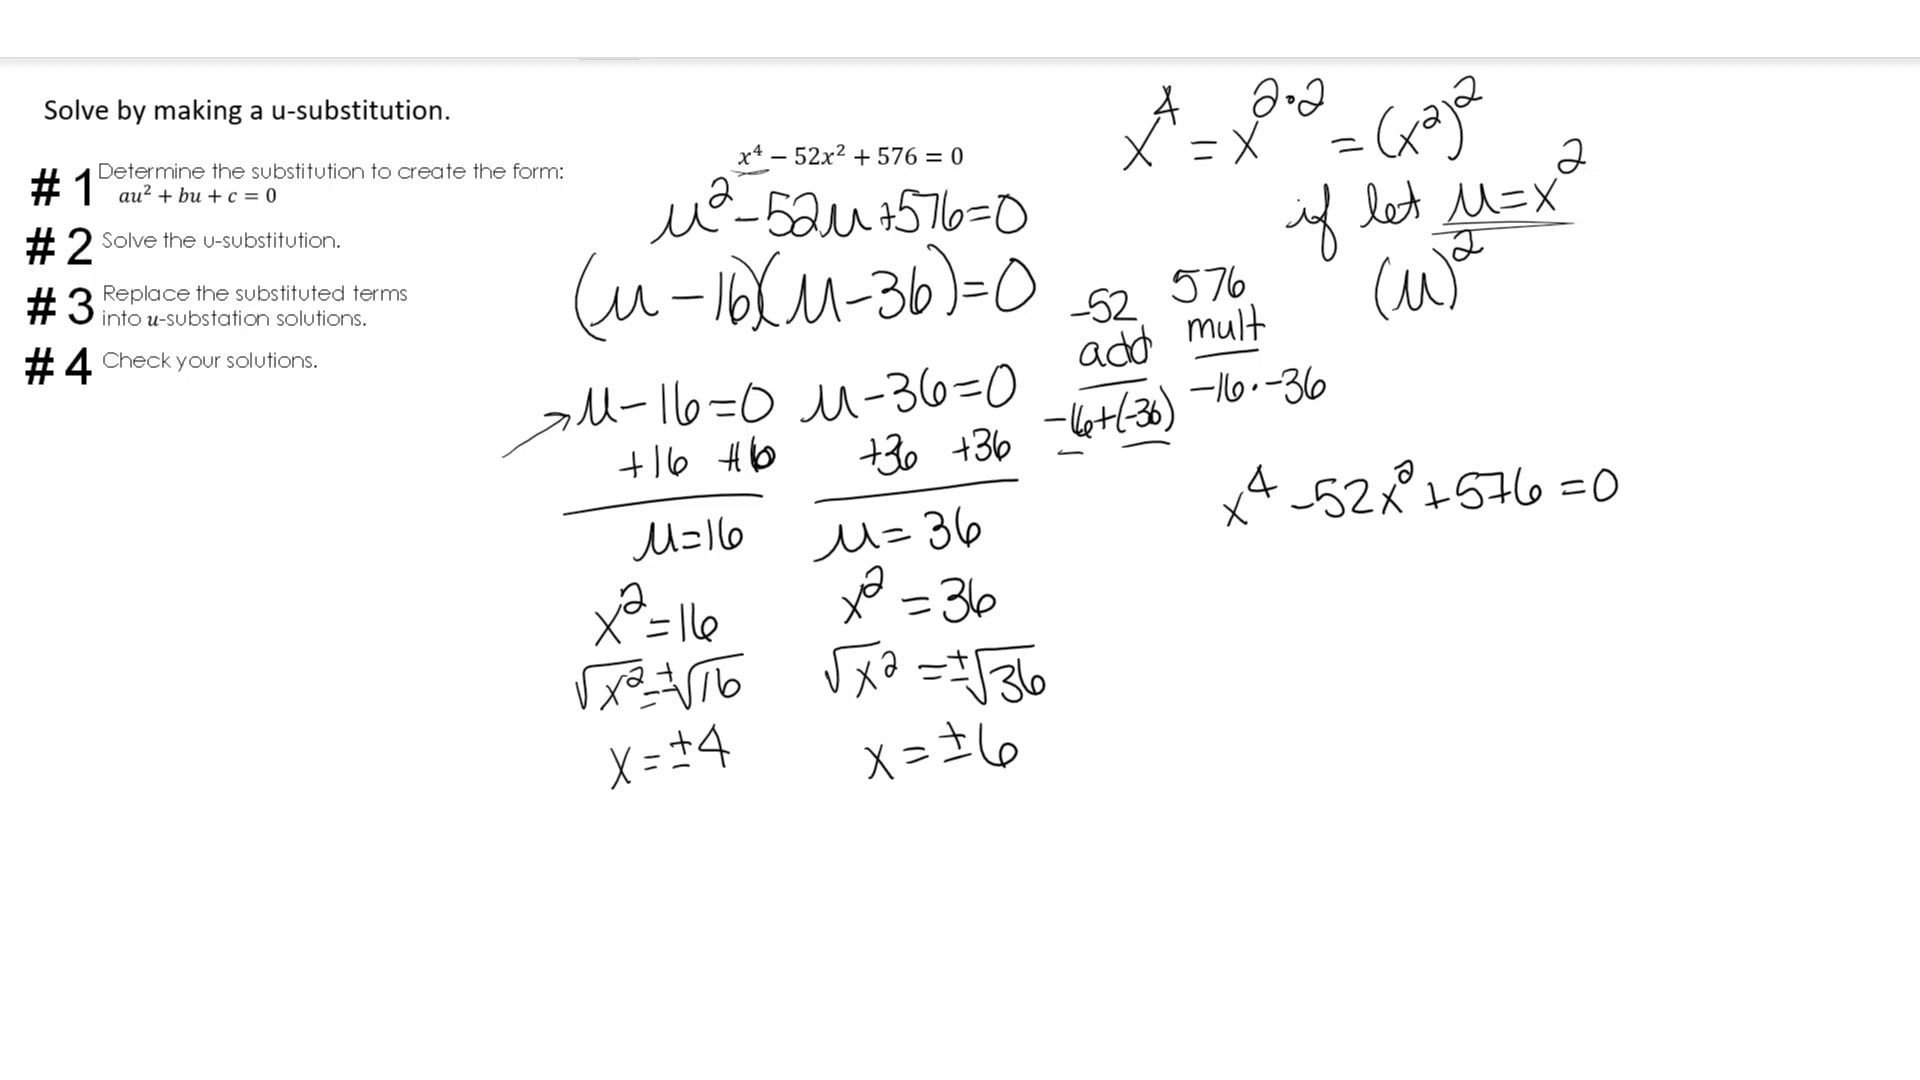 Solve by making a u-substitution.
#1 Determine the substitution to create the form:
au² + bu + c = 0
#2 Solve the u-substitution.
#3 Replace the substituted terms
into u-substation solutions.
#4 Check your solutions.
x⁴ − 52x² + 576 = 0
u² − 52u + 576 = 0
(u − 16)(u − 36) = 0
u − 16 = 0 u − 36 = 0
+16 +16 +36 +36
u = 16 u = 36
x² = 16 x² = 36
√x² = ±√16 √x² = ±√36
x = ±4 x = ±6
x⁴ = x²·² = (x²)²
if let u = x²
(u)²
-52 576
add mult
-16+(-36) -16·-36
x⁴ − 52x² + 576 = 0